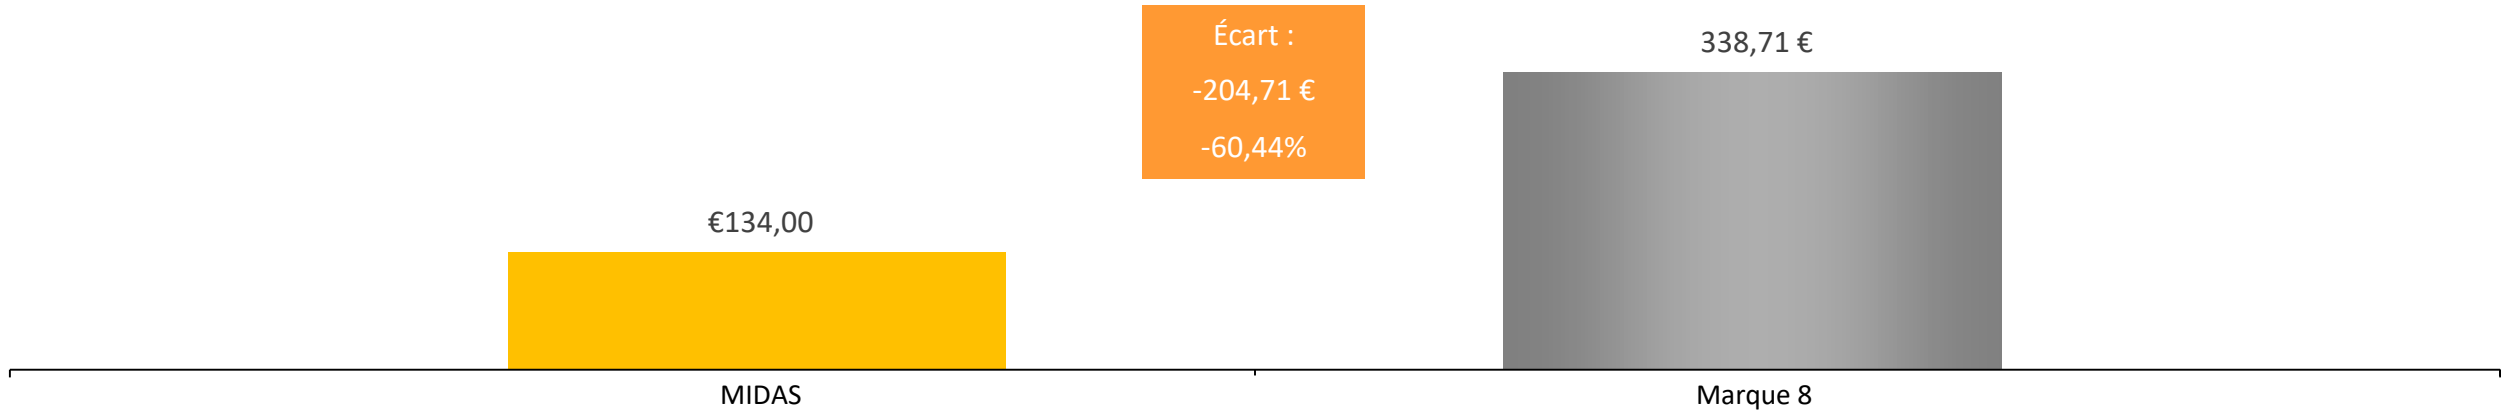 Écart :
-204,71 €
-60,44%
338,71 €
€134,00
MIDAS
Marque 8